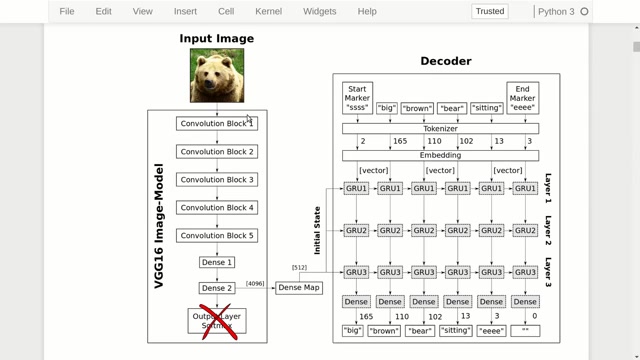 File Edit View Insert Cell Kernel Widgets Help Trusted Python 3
Input Image
Decoder
Start Marker "ssss"
"big" "brown" "bear" "sitting"
End Marker "eeee"
Tokenizer
2 165 110 102 13 3
Embedding
[vector] [vector] [vector]
GRU1 GRU1 GRU1 GRU1 GRU1 GRU1
Layer 1
GRU2 GRU2 GRU2 GRU2 GRU2 GRU2
Layer 2
GRU3 GRU3 GRU3 GRU3 GRU3 GRU3
Layer 3
Dense Dense Dense Dense Dense Dense
165 110 102 13 3 0
"big" "brown" "bear" "sitting" "eeee" ""
Initial State
[512]
Dense Map
[4096]
VGG16 Image-Model
Convolution Block 1
Convolution Block 2
Convolution Block 3
Convolution Block 4
Convolution Block 5
Dense 1
Dense 2
Output Layer
Softmax